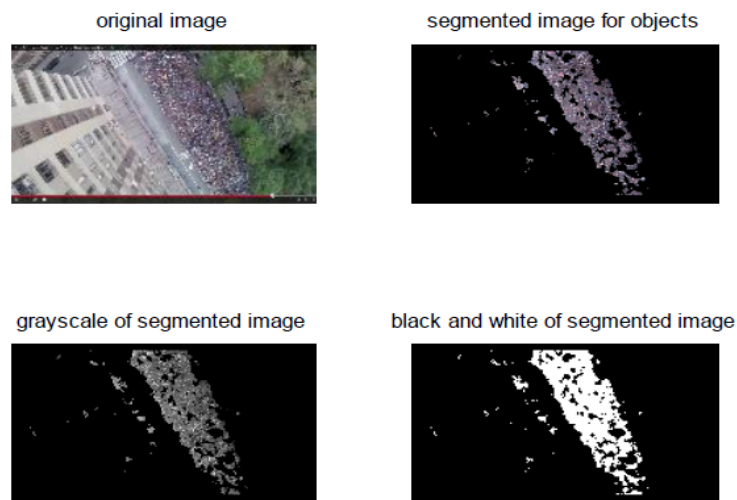 original image
segmented image for objects
grayscale of segmented image
black and white of segmented image